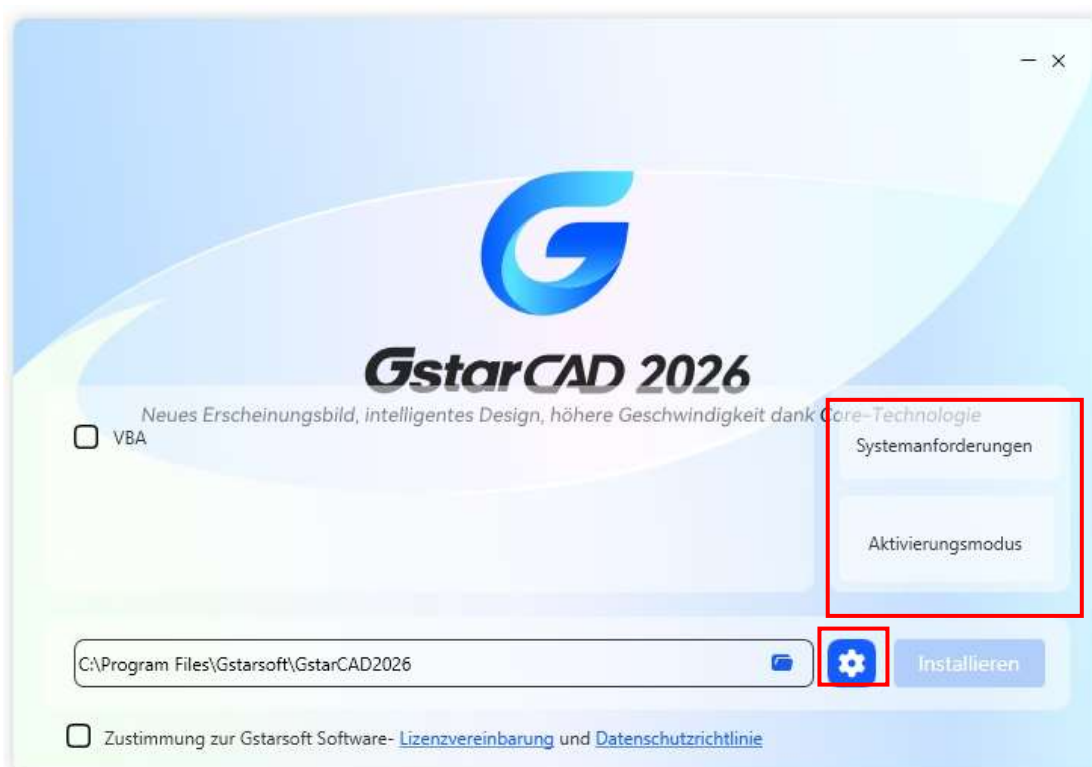 GstarCAD 2026
Neues Erscheinungsbild, intelligentes Design, höhere Geschwindigkeit dank Core-Technologie
VBA
Systemanforderungen
Aktivierungsmodus
C:\Program Files\Gstarsoft\GstarCAD2026
Installieren
Zustimmung zur Gstarsoft Software- Lizenzvereinbarung und Datenschutzrichtlinie